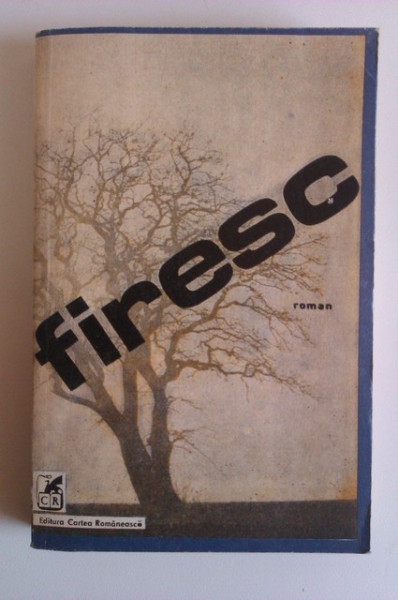 firesc
roman
CR
Editura Cartea Românească